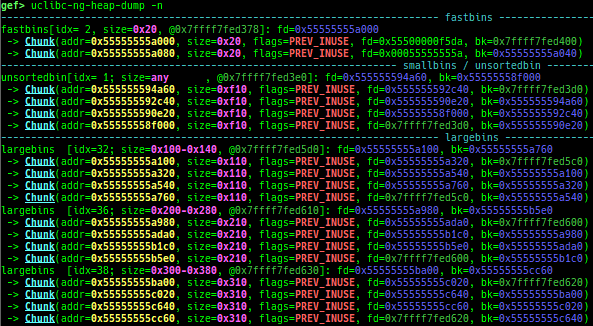 gef> uclibc-ng-heap-dump -n
fastbins
fastbins[idx= 2, size=0x20, @0x7ffff7fed378]: fd=0x55555555a000
-> Chunk(addr=0x55555555a000, size=0x20, flags=PREV_INUSE, fd=0x55500000f5da, bk=0x7ffff7fed400)
-> Chunk(addr=0x55555555a080, size=0x20, flags=PREV_INUSE, fd=0x000555555555a, bk=0x55555555a040)
smallbins / unsortedbin
unsortedbin[idx= 1; size=any , @0x7ffff7fed3e0]: fd=0x555555594a60, bk=0x55555558f000
-> Chunk(addr=0x555555594a60, size=0xf10, flags=PREV_INUSE, fd=0x555555592c40, bk=0x7ffff7fed3d0)
-> Chunk(addr=0x555555592c40, size=0xf10, flags=PREV_INUSE, fd=0x555555590e20, bk=0x555555594a60)
-> Chunk(addr=0x555555590e20, size=0xf10, flags=PREV_INUSE, fd=0x55555558f000, bk=0x555555592c40)
-> Chunk(addr=0x55555558f000, size=0xf10, flags=PREV_INUSE, fd=0x7ffff7fed3d0, bk=0x555555590e20)
largebins
largebins [idx=32; size=0x100-0x140, @0x7ffff7fed5d0]: fd=0x55555555a100, bk=0x55555555a760
-> Chunk(addr=0x55555555a100, size=0x110, flags=PREV_INUSE, fd=0x55555555a320, bk=0x7ffff7fed5c0)
-> Chunk(addr=0x55555555a320, size=0x110, flags=PREV_INUSE, fd=0x55555555a540, bk=0x55555555a100)
-> Chunk(addr=0x55555555a540, size=0x110, flags=PREV_INUSE, fd=0x55555555a760, bk=0x55555555a320)
-> Chunk(addr=0x55555555a760, size=0x110, flags=PREV_INUSE, fd=0x7ffff7fed5c0, bk=0x55555555a540)
largebins [idx=36; size=0x200-0x280, @0x7ffff7fed610]: fd=0x55555555a980, bk=0x55555555b5e0
-> Chunk(addr=0x55555555a980, size=0x210, flags=PREV_INUSE, fd=0x55555555ada0, bk=0x7ffff7fed600)
-> Chunk(addr=0x55555555ada0, size=0x210, flags=PREV_INUSE, fd=0x55555555b1c0, bk=0x55555555a980)
-> Chunk(addr=0x55555555b1c0, size=0x210, flags=PREV_INUSE, fd=0x55555555b5e0, bk=0x55555555ada0)
-> Chunk(addr=0x55555555b5e0, size=0x210, flags=PREV_INUSE, fd=0x7ffff7fed600, bk=0x55555555b1c0)
largebins [idx=38; size=0x300-0x380, @0x7ffff7fed630]: fd=0x55555555ba00, bk=0x55555555cc60
-> Chunk(addr=0x55555555ba00, size=0x310, flags=PREV_INUSE, fd=0x55555555c020, bk=0x7ffff7fed620)
-> Chunk(addr=0x55555555c020, size=0x310, flags=PREV_INUSE, fd=0x55555555c640, bk=0x55555555ba00)
-> Chunk(addr=0x55555555c640, size=0x310, flags=PREV_INUSE, fd=0x55555555cc60, bk=0x55555555c020)
-> Chunk(addr=0x55555555cc60, size=0x310, flags=PREV_INUSE, fd=0x7ffff7fed620, bk=0x55555555c640)